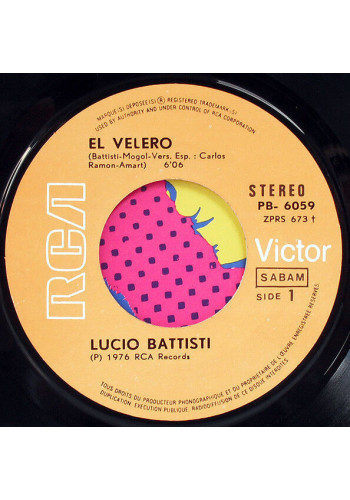 MARQUE(S) DEPOSEE(S) ® REGISTERED TRADEMARK(S)
USED BY AUTHORITY AND UNDER CONTROL OF RCA CORPORATION
EL VELERO
(Battisti-Mogol-Vers. Esp. : Carlos
Ramon-Amart) 6'06
STEREO
PB- 6059
ZPRS 673 †
RCA
Victor
SABAM
SIDE 1
LUCIO BATTISTI
(P) 1976 RCA Records
TOUS DROITS DU PRODUCTEUR PHONOGRAPHIQUE ET DU PROPRIETAIRE DE L'ŒUVRE ENREGISTREE RESERVES.
DUPLICATION, EXECUTION PUBLIQUE, RADIODIFFUSION DE CE DISQUE INTERDITES